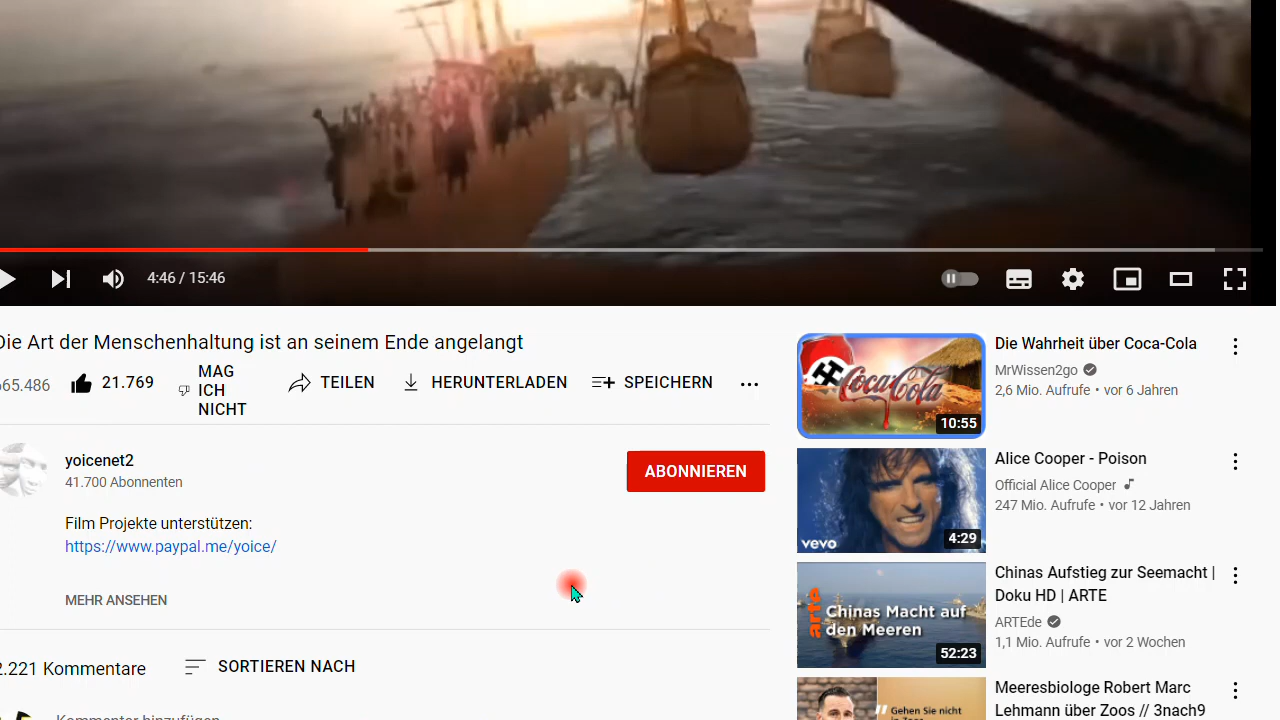 4:46 / 15:46
Die Art der Menschenhaltung ist an seinem Ende angelangt
65.486
21.769
MAG
ICH
NICHT
TEILEN
HERUNTERLADEN
SPEICHERN
yoicenet2
41.700 Abonnenten
ABONNIEREN
Film Projekte unterstützen:
https://www.paypal.me/yoice/
MEHR ANSEHEN
2.221 Kommentare
SORTIEREN NACH
Kommentar hinzufügen
Coca-Cola
10:55
Die Wahrheit über Coca-Cola
MrWissen2go
2,6 Mio. Aufrufe • vor 6 Jahren
vevo
4:29
Alice Cooper - Poison
Official Alice Cooper
247 Mio. Aufrufe • vor 12 Jahren
arte
Chinas Macht auf
den Meeren
52:23
Chinas Aufstieg zur Seemacht |
Doku HD | ARTE
ARTEde
1,1 Mio. Aufrufe • vor 2 Wochen
Gehen Sie nicht
Meeresbiologe Robert Marc
Lehmann über Zoos // 3nach9